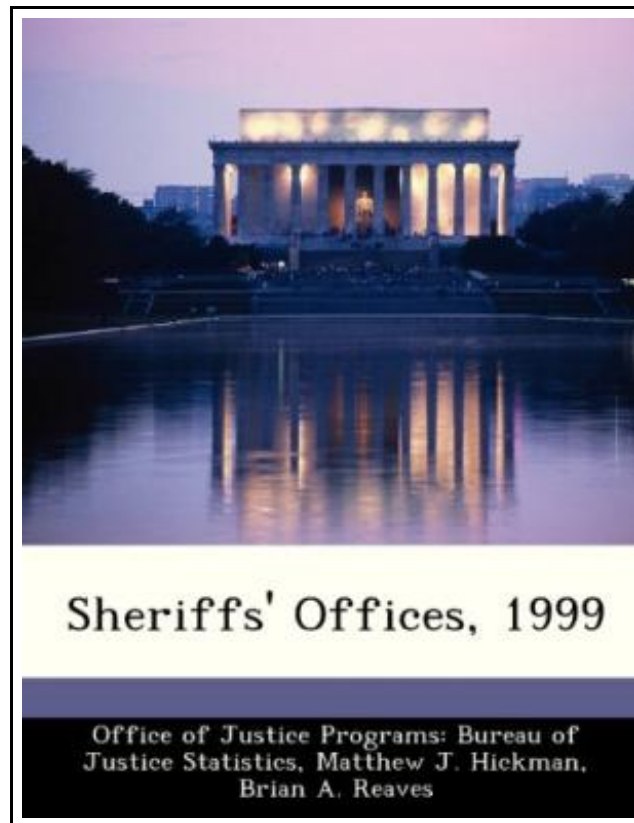 Sheriffs' Offices, 1999
Office of Justice Programs: Bureau of
Justice Statistics, Matthew J. Hickman,
Brian A. Reaves